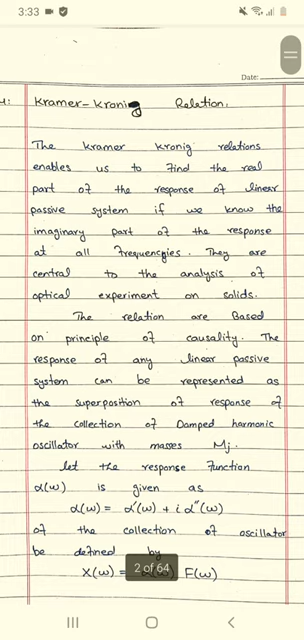 3:33
Date:
Kramer-Kronig Relation.
The kramer kronig relations
enables us to find the real
part of the response of linear
passive system if we know the
imaginary part of the response
at all frequencies. They are
central to the analysis of
optical experiment on solids.
The relation are Based
on principle of causality. The
response of any linear passive
system can be represented as
the superposition of response of
the collection of Damped harmonic
oscillator with masses Mj.
let the response function
α(ω) is given as
α(ω) = α'(ω) + i α''(ω)
of the collection of oscillator
be defined by
X(ω) = F(ω)
2 of 64